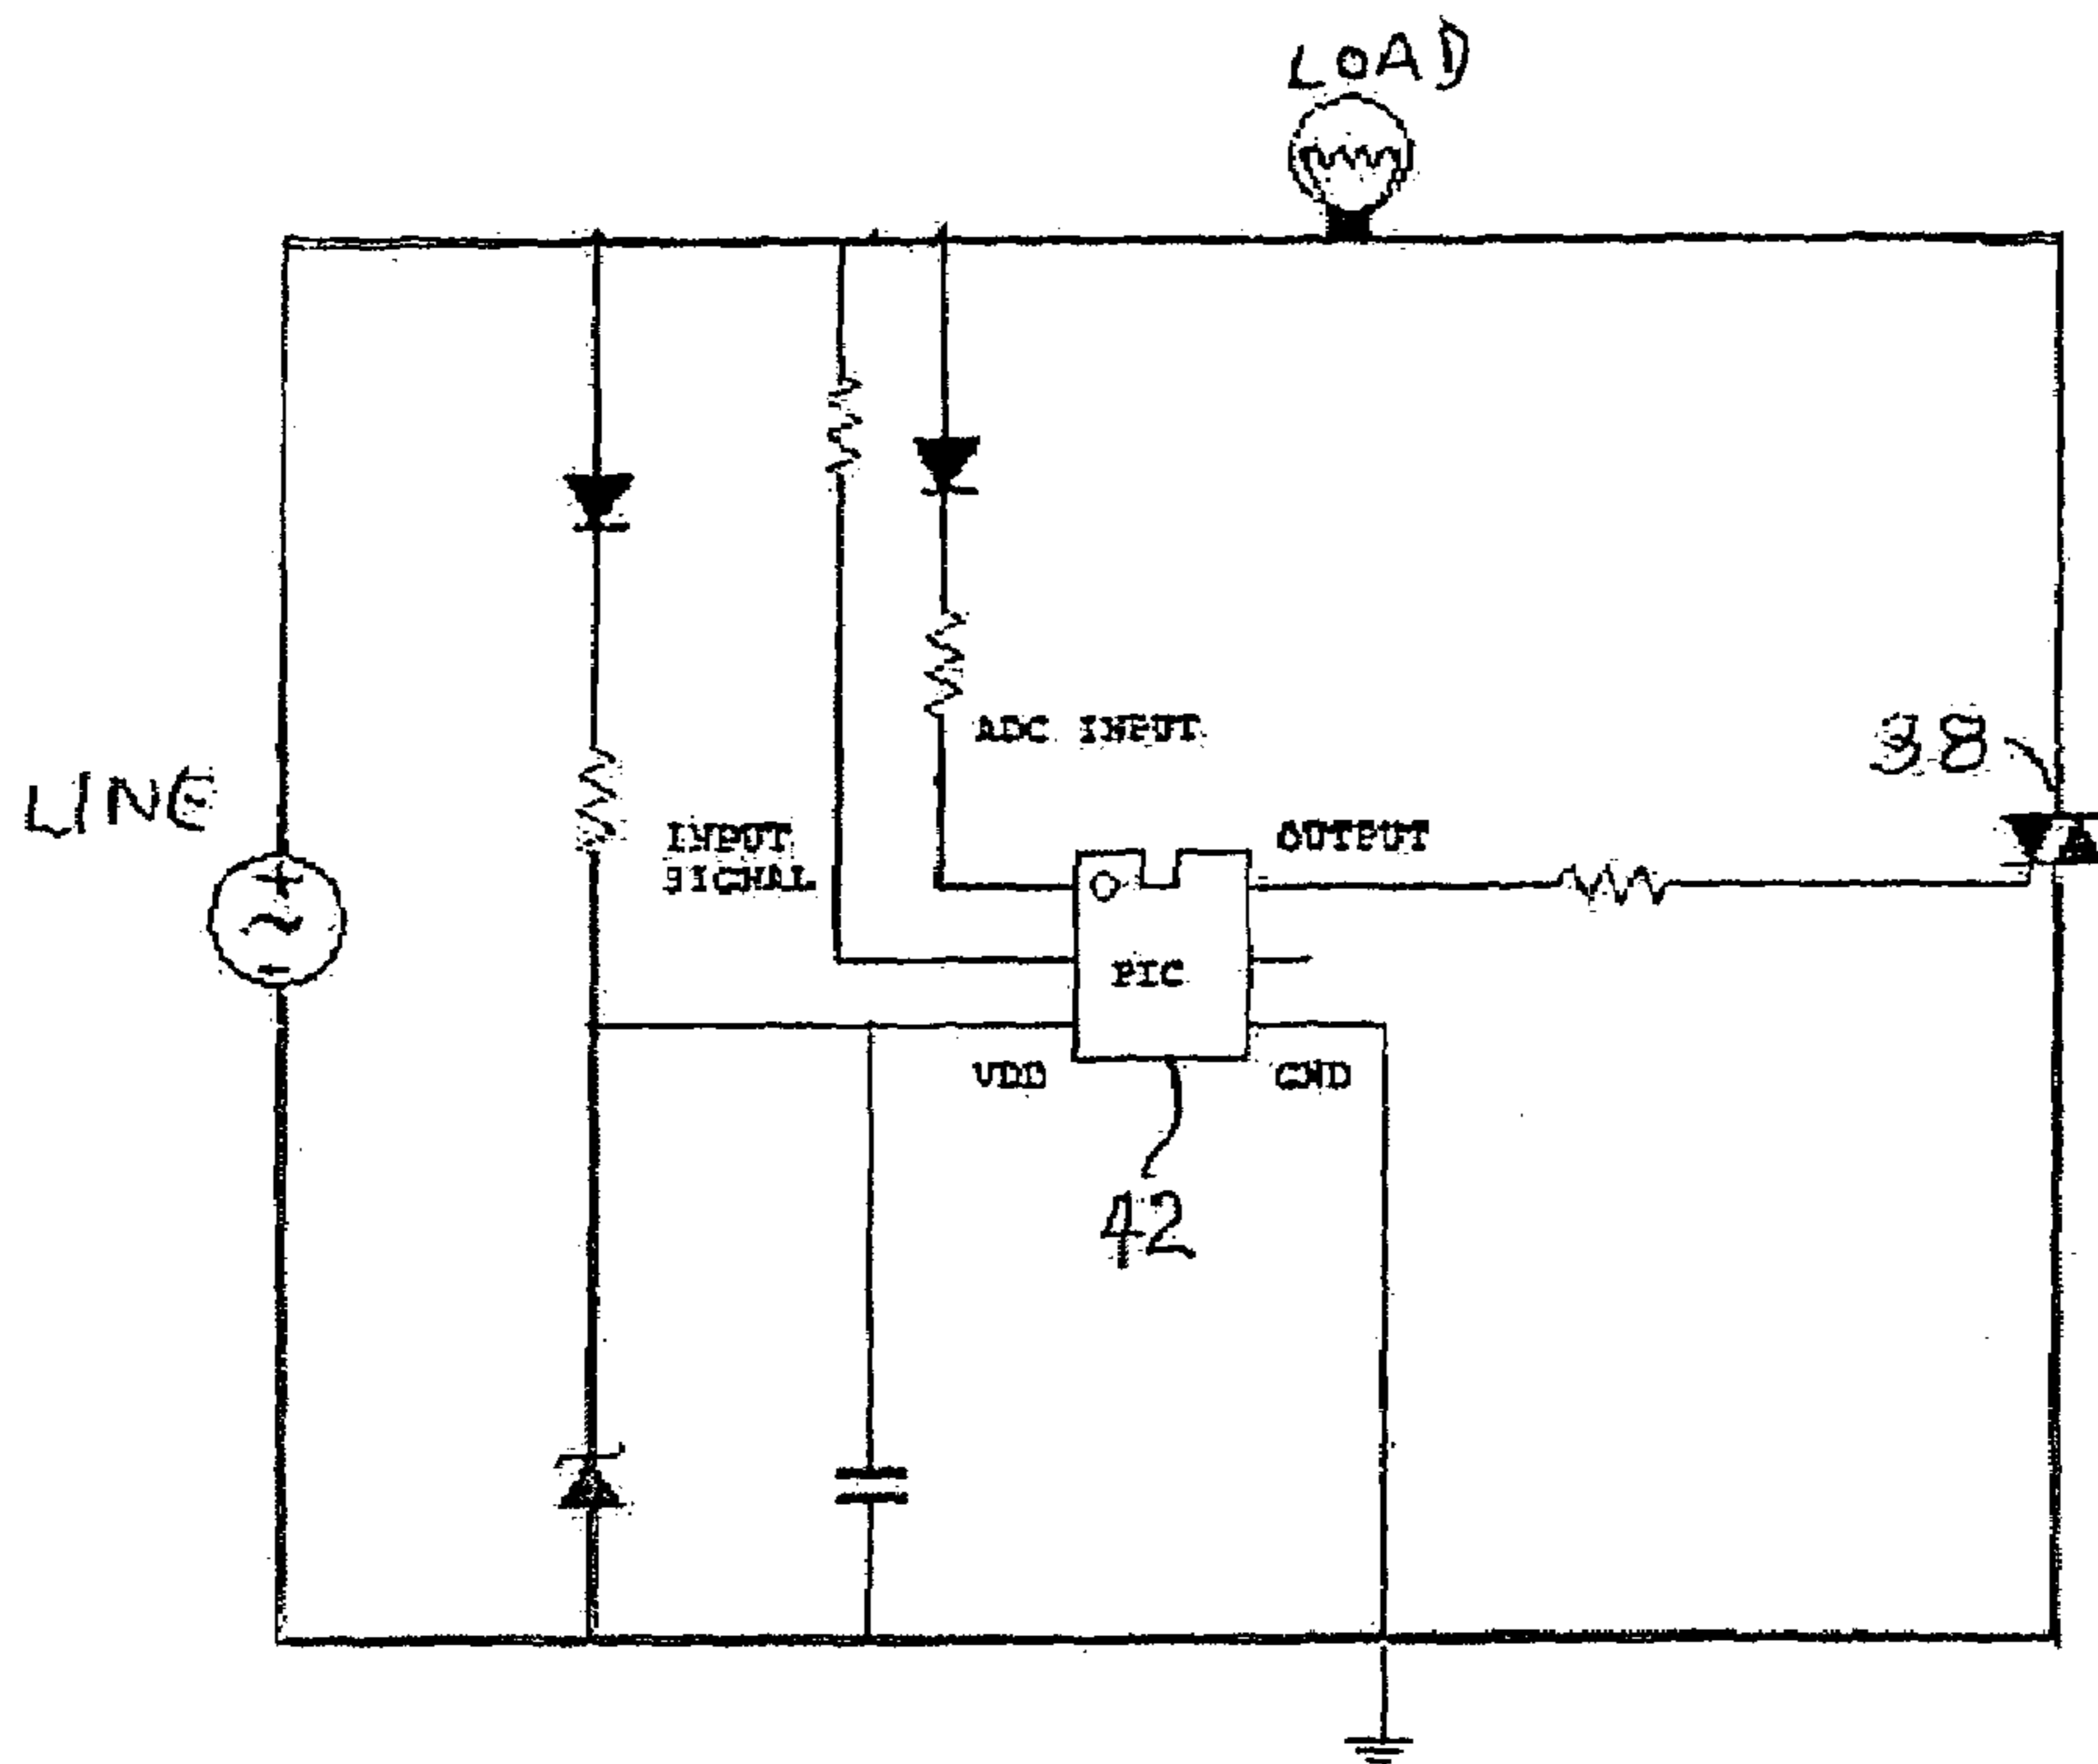 LOAD
ADC INPUT
38
LINE
INPUT
SIGNAL
OUTPUT
PIC
VDD
GND
42